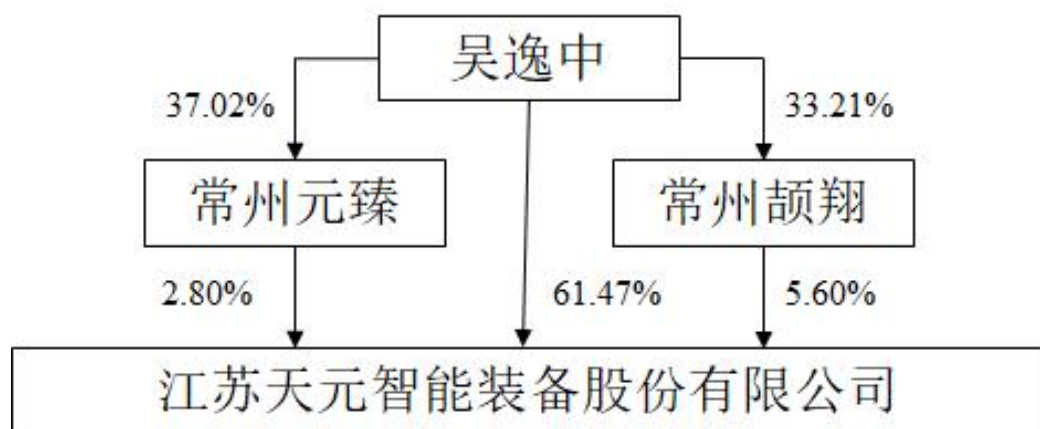 吴逸中
37.02%
33.21%
常州元臻
常州颉翔
2.80%
61.47%
5.60%
江苏天元智能装备股份有限公司